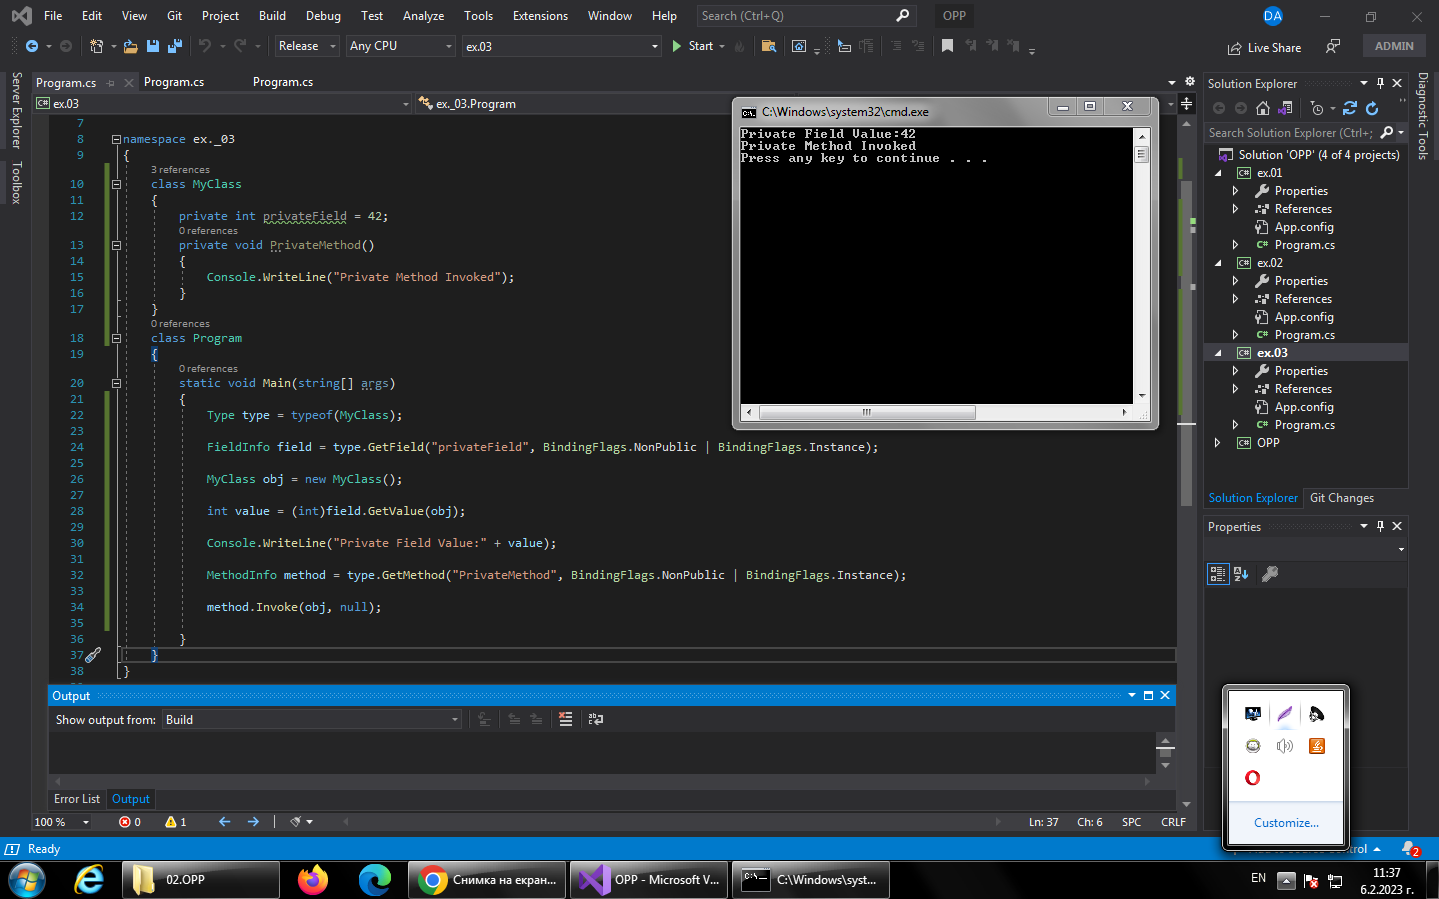 File Edit View Git Project Build Debug Test Analyze Tools Extensions Window Help Search (Ctrl+Q) OPP DA
Release Any CPU ex.03 Start Live Share ADMIN
Server Explorer
Toolbox
Program.cs Program.cs Program.cs
ex.03 ex._03.Program
7
8 namespace ex._03
9 {
3 references
10 class MyClass
11 {
12 private int privateField = 42;
0 references
13 private void PrivateMethod()
14 {
15 Console.WriteLine("Private Method Invoked");
16 }
17 }
0 references
18 class Program
19 {
0 references
20 static void Main(string[] args)
21 {
22 Type type = typeof(MyClass);
23
24 FieldInfo field = type.GetField("privateField", BindingFlags.NonPublic | BindingFlags.Instance);
25
26 MyClass obj = new MyClass();
27
28 int value = (int)field.GetValue(obj);
29
30 Console.WriteLine("Private Field Value:" + value);
31
32 MethodInfo method = type.GetMethod("PrivateMethod", BindingFlags.NonPublic | BindingFlags.Instance);
33
34 method.Invoke(obj, null);
35
36 }
37 }
38 }
C:\Windows\system32\cmd.exe
Private Field Value:42
Private Method Invoked
Press any key to continue . . .
Solution Explorer
Search Solution Explorer (Ctrl+;
Solution 'OPP' (4 of 4 projects)
ex.01
Properties
References
App.config
Program.cs
ex.02
Properties
References
App.config
Program.cs
ex.03
Properties
References
App.config
Program.cs
OPP
Solution Explorer Git Changes
Properties
Diagnostic Tools
Output
Show output from: Build
Error List Output
100 % 0 1 Ln: 37 Ch: 6 SPC CRLF
Customize...
Ready 2
02.OPP Снимка на екран... OPP - Microsoft V... C:\Windows\syst... EN 11:37
6.2.2023 г.